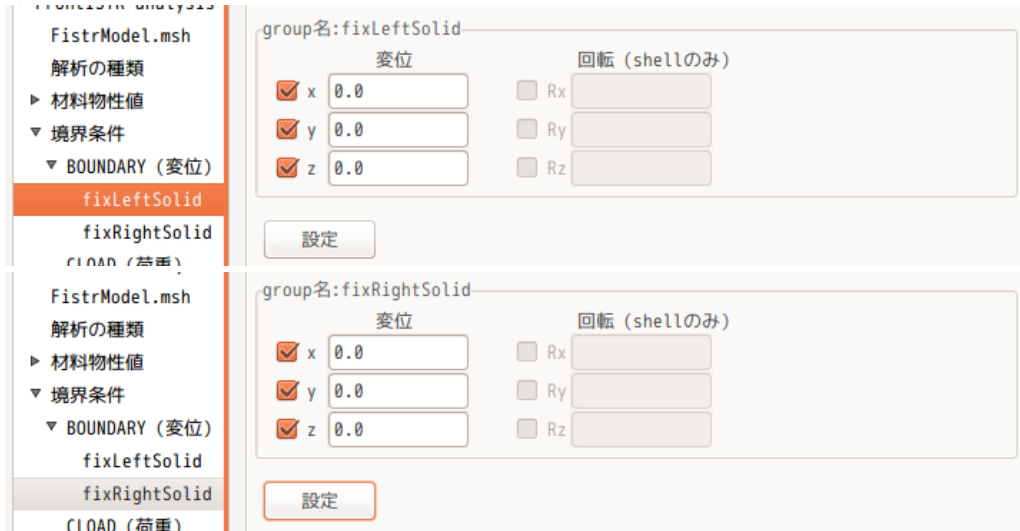 FrontISTR analysis
FistrModel.msh
解析の種類
材料物性値
境界条件
BOUNDARY (変位)
fixLeftSolid
fixRightSolid
CLOAD (荷重)
group名:fixLeftSolid
変位 回転 (shellのみ)
x 0.0 Rx
y 0.0 Ry
z 0.0 Rz
設定
FistrModel.msh
解析の種類
材料物性値
境界条件
BOUNDARY (変位)
fixLeftSolid
fixRightSolid
CLOAD (荷重)
group名:fixRightSolid
変位 回転 (shellのみ)
x 0.0 Rx
y 0.0 Ry
z 0.0 Rz
設定